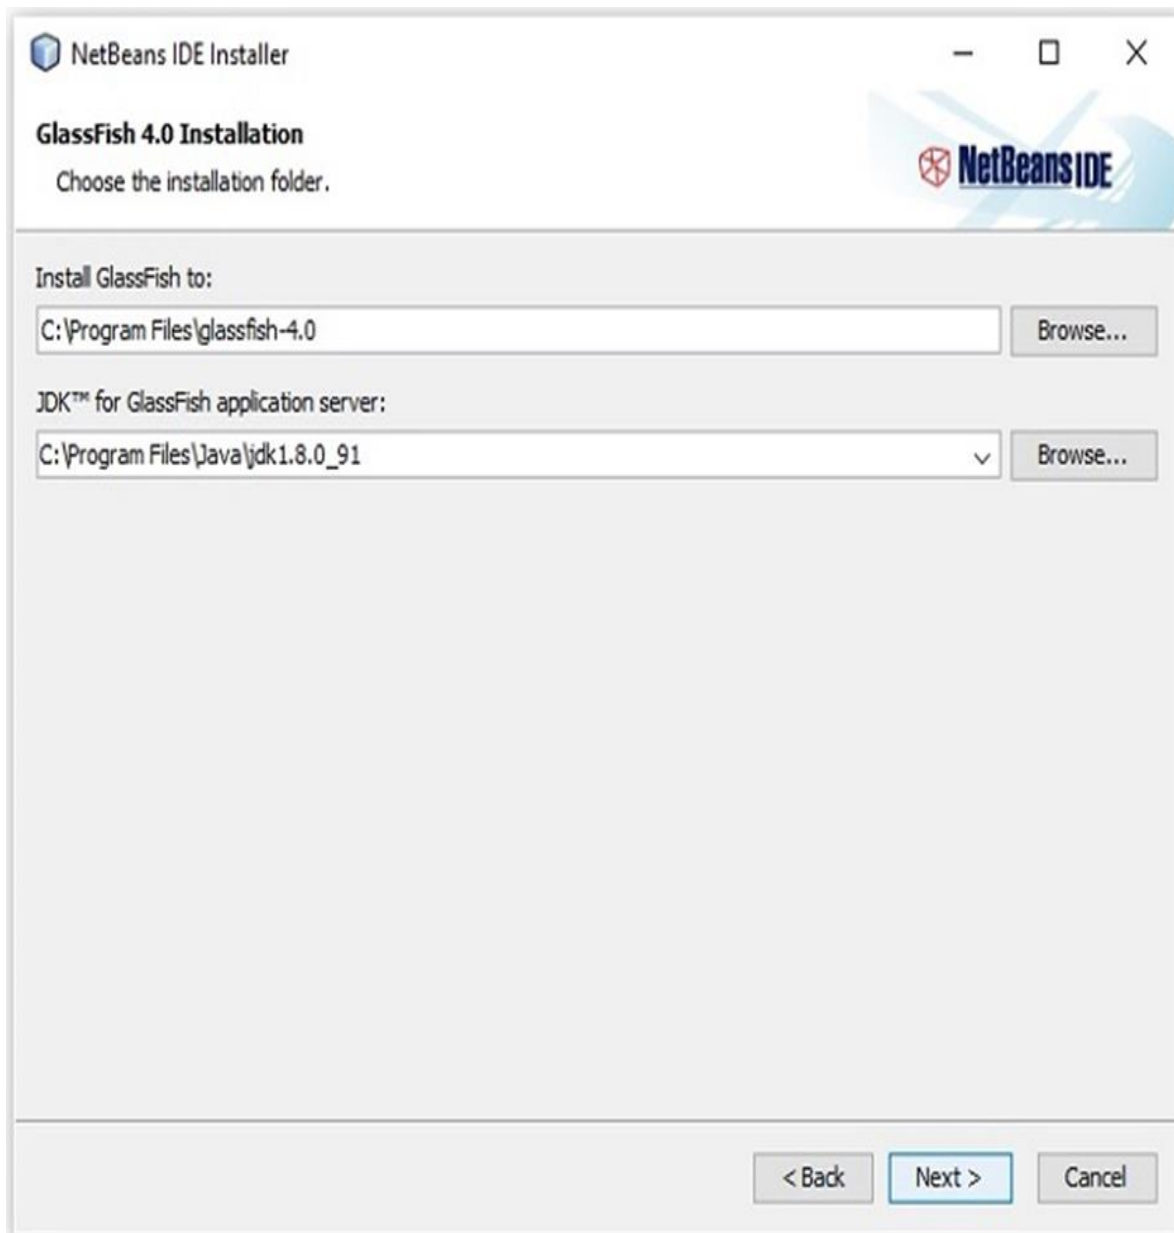 NetBeans IDE Installer
GlassFish 4.0 Installation
Choose the installation folder.
NetBeans IDE
Install GlassFish to:
C:\Program Files\glassfish-4.0
Browse...
JDK™ for GlassFish application server:
C:\Program Files\Java\jdk1.8.0_91
Browse...
< Back
Next >
Cancel